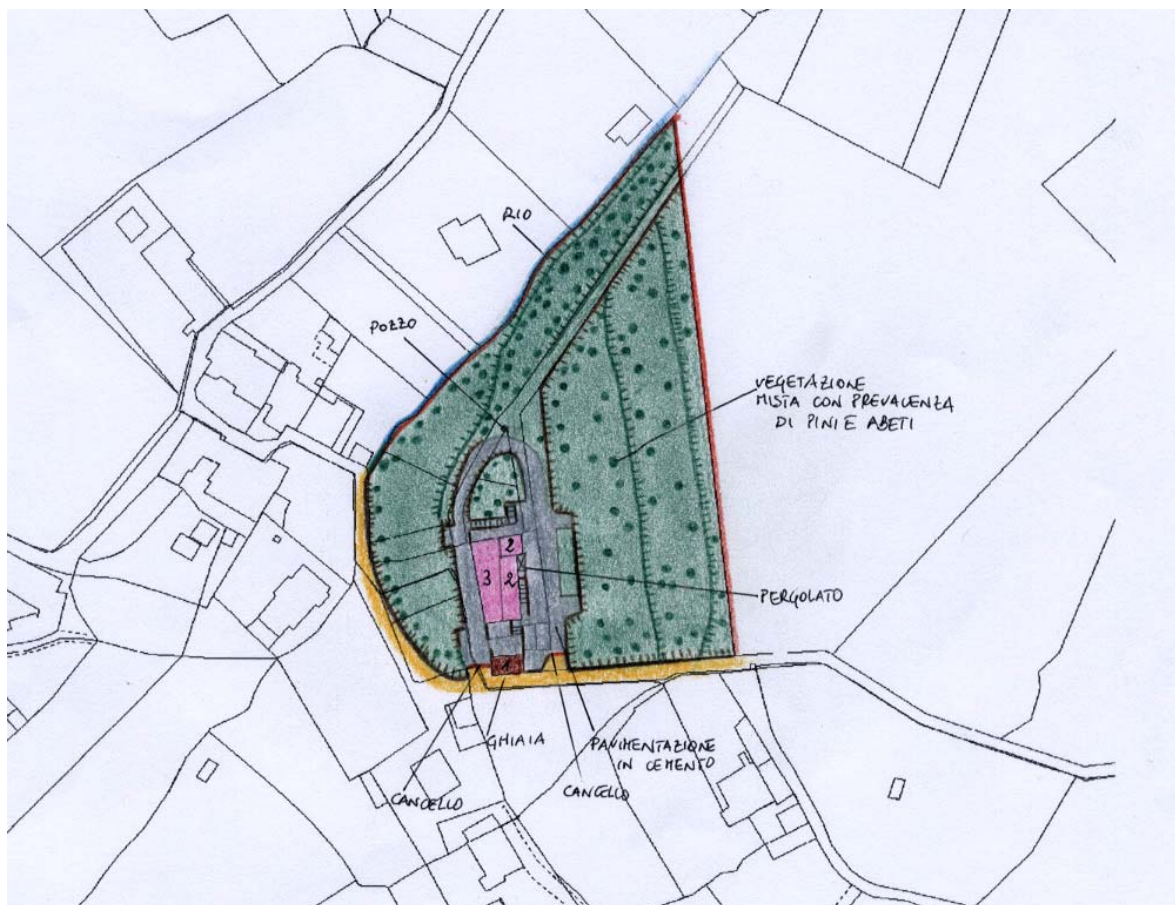 RIO
POZZO
VEGETAZIONE
MISTA CON PREVALENZA
DI PINI E ABETI
2
3
2
PERGOLATO
1
GHIAIA
PAVIMENTAZIONE
IN CEMENTO
CANCELLO
CANCELLO